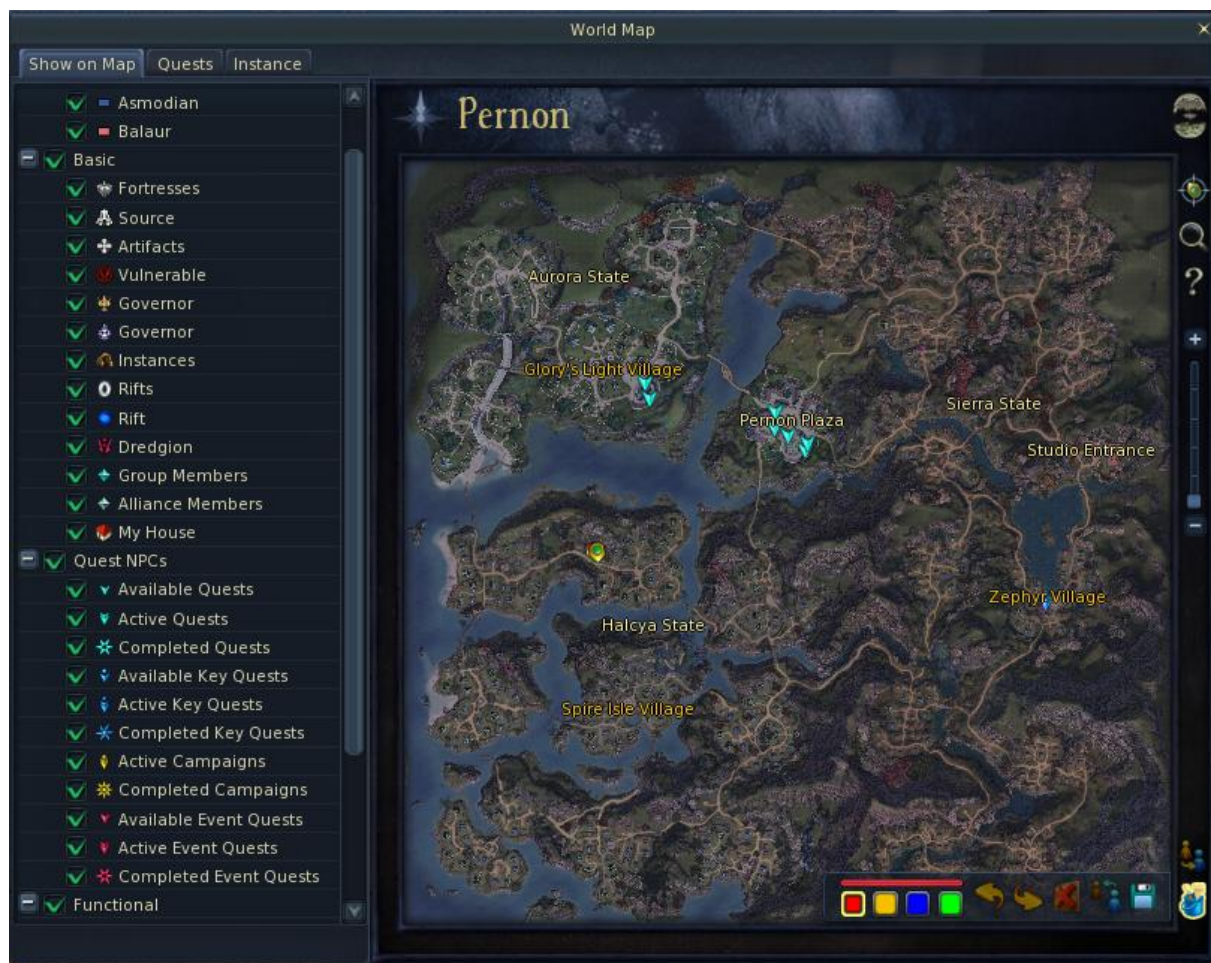 World Map
Show on Map
Quests
Instance
Asmodian
Balaur
Basic
Fortresses
Source
Artifacts
Vulnerable
Governor
Governor
Instances
Rifts
Rift
Dredgion
Group Members
Alliance Members
My House
Quest NPCs
Available Quests
Active Quests
Completed Quests
Available Key Quests
Active Key Quests
Completed Key Quests
Active Campaigns
Completed Campaigns
Available Event Quests
Active Event Quests
Completed Event Quests
Functional
Pernon
Aurora State
Glory's Light Village
Sierra State
Pernon Plaza
Studio Entrance
Zephyr Village
Halcya State
Spire Isle Village